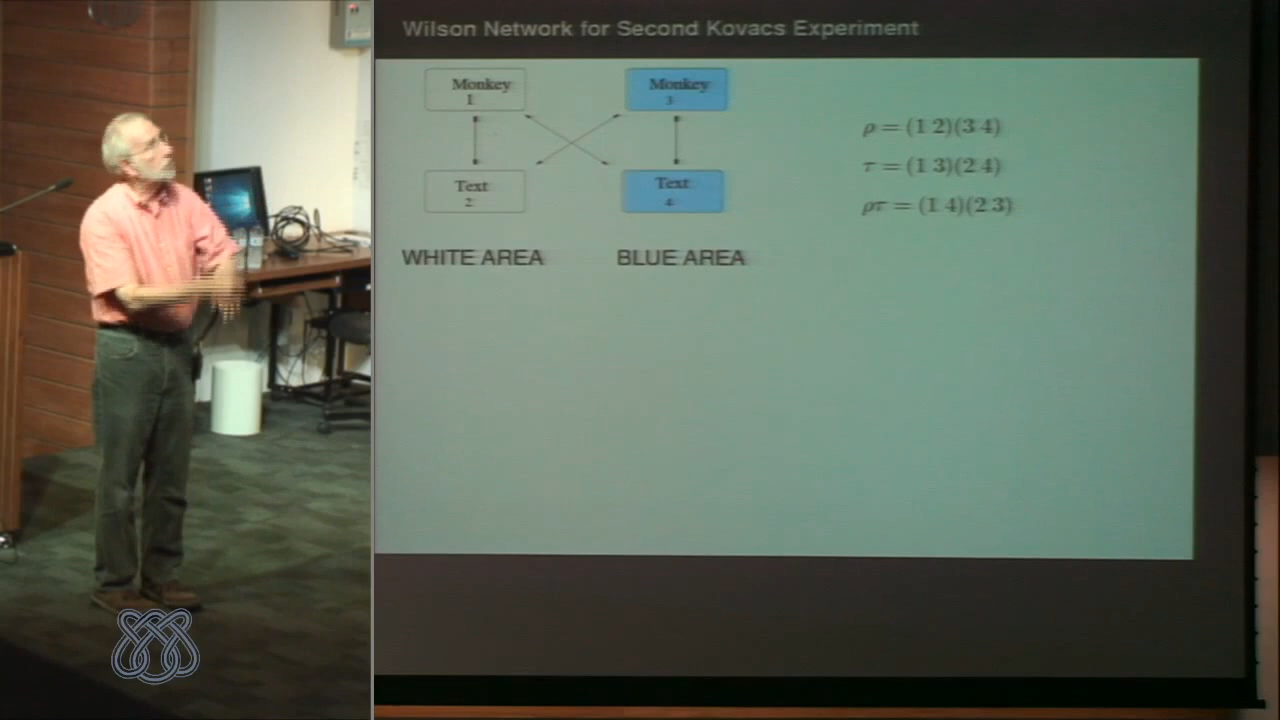 Wilson Network for Second Kovacs Experiment
Monkey
1
Monkey
3
Text
2
Text
4
WHITE AREA
BLUE AREA
ρ = (1 2)(3 4)
τ = (1 3)(2 4)
ρτ = (1 4)(2 3)